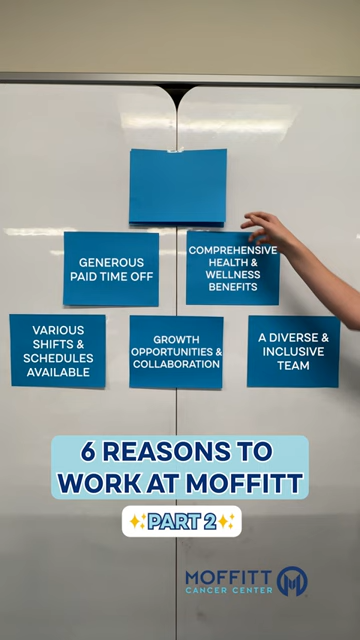 GENEROUS
PAID TIME OFF
COMPREHENSIVE
HEALTH &
WELLNESS
BENEFITS
VARIOUS
SHIFTS &
SCHEDULES
AVAILABLE
GROWTH
OPPORTUNITIES &
COLLABORATION
A DIVERSE &
INCLUSIVE
TEAM
6 REASONS TO
WORK AT MOFFITT
✨PART 2✨
MOFFITT
CANCER CENTER